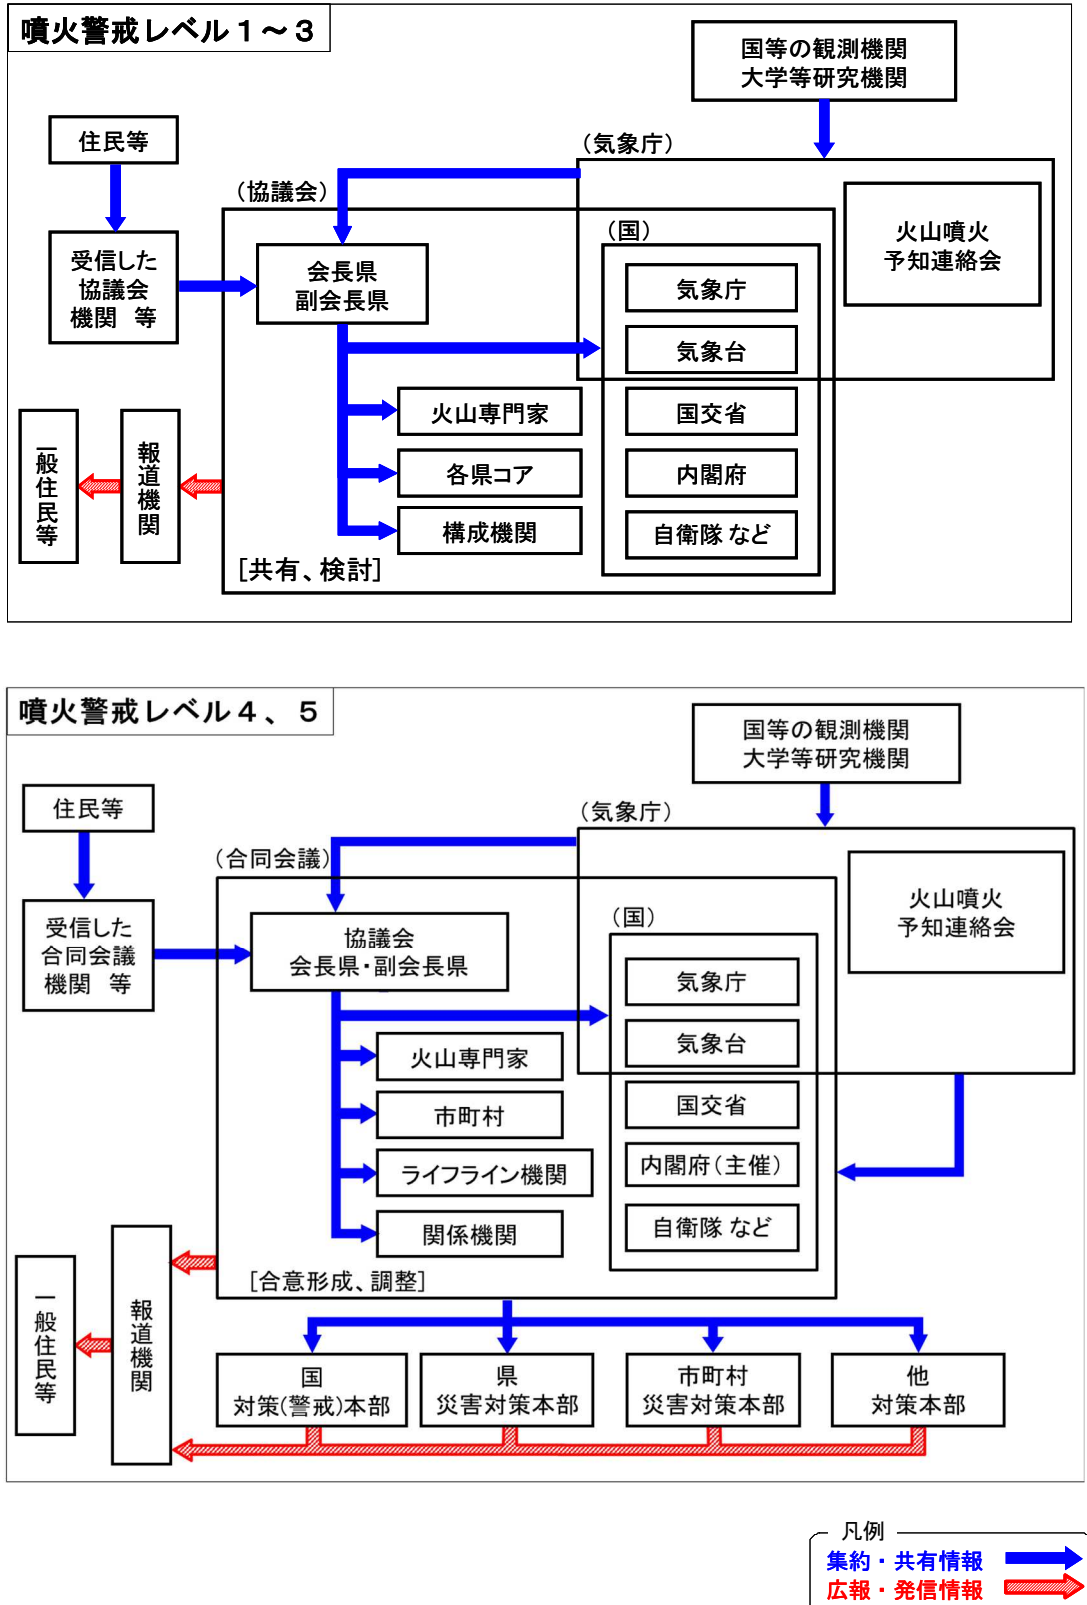 噴火警戒レベル１～３
国等の観測機関
大学等研究機関
住民等
（気象庁）
（協議会）
受信した
協議会
機関　等
会長県
副会長県
（国）
気象庁
気象台
国交省
内閣府
自衛隊 など
火山噴火
予知連絡会
火山専門家
各県コア
構成機関
一般住民等
報道機関
[共有、検討]
噴火警戒レベル４、５
国等の観測機関
大学等研究機関
住民等
（気象庁）
（合同会議）
受信した
合同会議
機関　等
協議会
会長県・副会長県
（国）
気象庁
気象台
国交省
内閣府（主催）
自衛隊 など
火山噴火
予知連絡会
火山専門家
市町村
ライフライン機関
関係機関
[合意形成、調整]
一般住民等
報道機関
国
対策(警戒)本部
県
災害対策本部
市町村
災害対策本部
他
対策本部
凡例
集約・共有情報
広報・発信情報